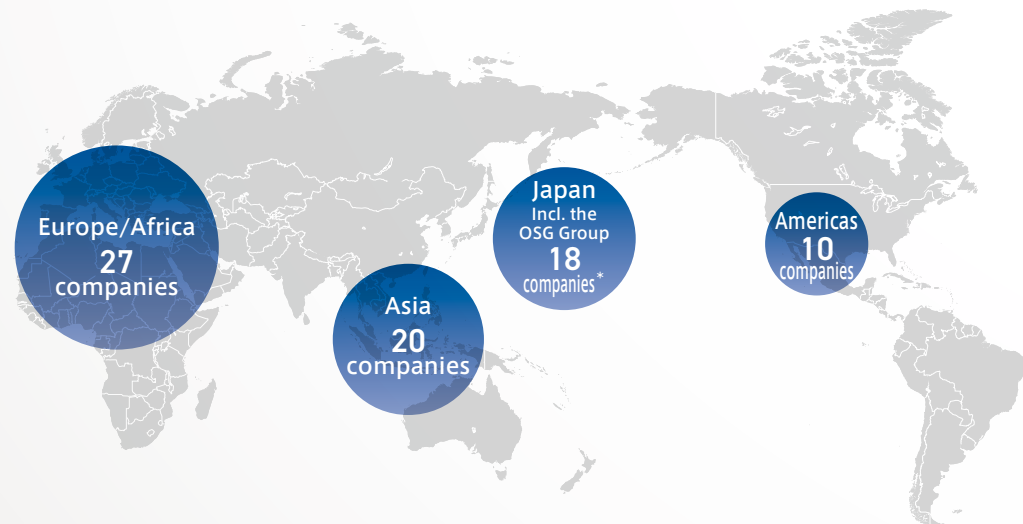 Europe/Africa
27
companies
Asia
20
companies
Japan
Incl. the
OSG Group
18
companies*
Americas
10
companies